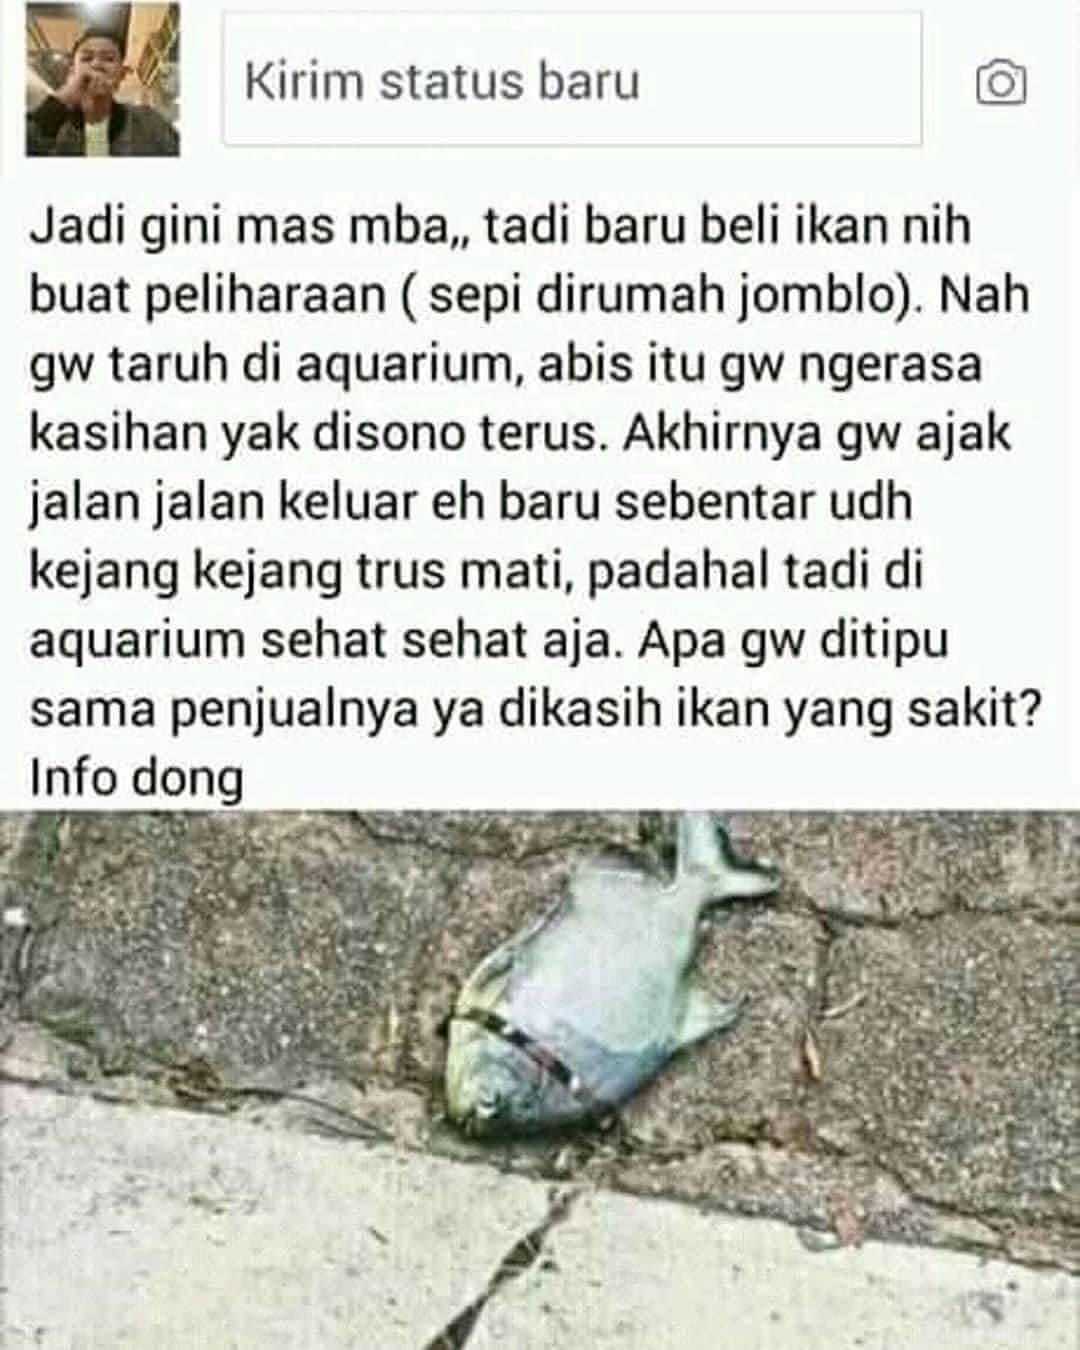 Kirim status baru
Jadi gini mas mba,, tadi baru beli ikan nih
buat peliharaan ( sepi dirumah jomblo). Nah
gw taruh di aquarium, abis itu gw ngerasa
kasihan yak disono terus. Akhirnya gw ajak
jalan jalan keluar eh baru sebentar udh
kejang kejang trus mati, padahal tadi di
aquarium sehat sehat aja. Apa gw ditipu
sama penjualnya ya dikasih ikan yang sakit?
Info dong